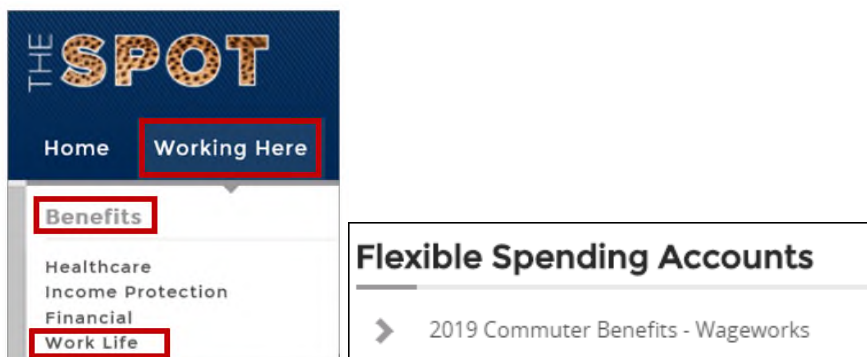 THE SPOT
Home Working Here
Benefits
Healthcare
Income Protection
Financial
Work Life
Flexible Spending Accounts
2019 Commuter Benefits - Wageworks